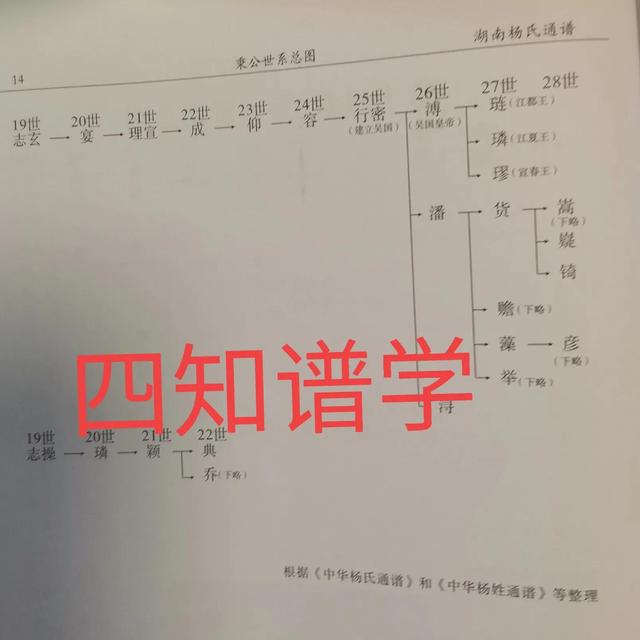 湖南杨氏通谱
14
秉公世系总图
19世 20世 21世 22世 23世 24世 25世 26世 27世 28世
志玄 → 宴 → 理宣 → 成 → 仰 → 容 → 行密 溥 琏(江都王)
(建立吴国) (吴国皇帝)
璘(江夏王)
璆(宣春王)
潘 货 嵩
(下略)
嶷
锜
赡(下略)
藻 → 彦
(下略)
举(下略)
浔
四知谱学
19世 20世 21世 22世
志操 → 璘 → 颖 典
乔(下略)
根据《中华杨氏通谱》和《中华杨姓通谱》等整理